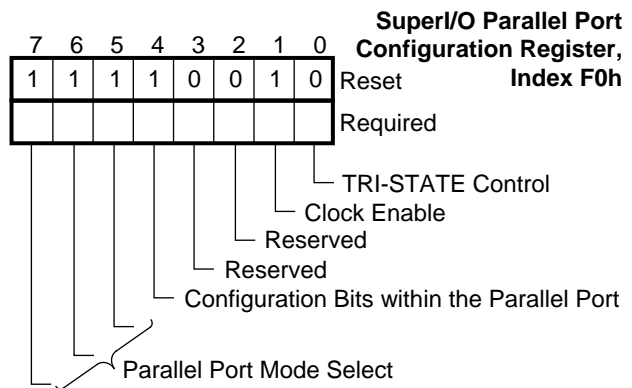 SuperI/O Parallel Port
Configuration Register,
Index F0h
7 6 5 4 3 2 1 0
1 1 1 1 0 0 1 0 Reset
Required
TRI-STATE Control
Clock Enable
Reserved
Reserved
Configuration Bits within the Parallel Port
Parallel Port Mode Select